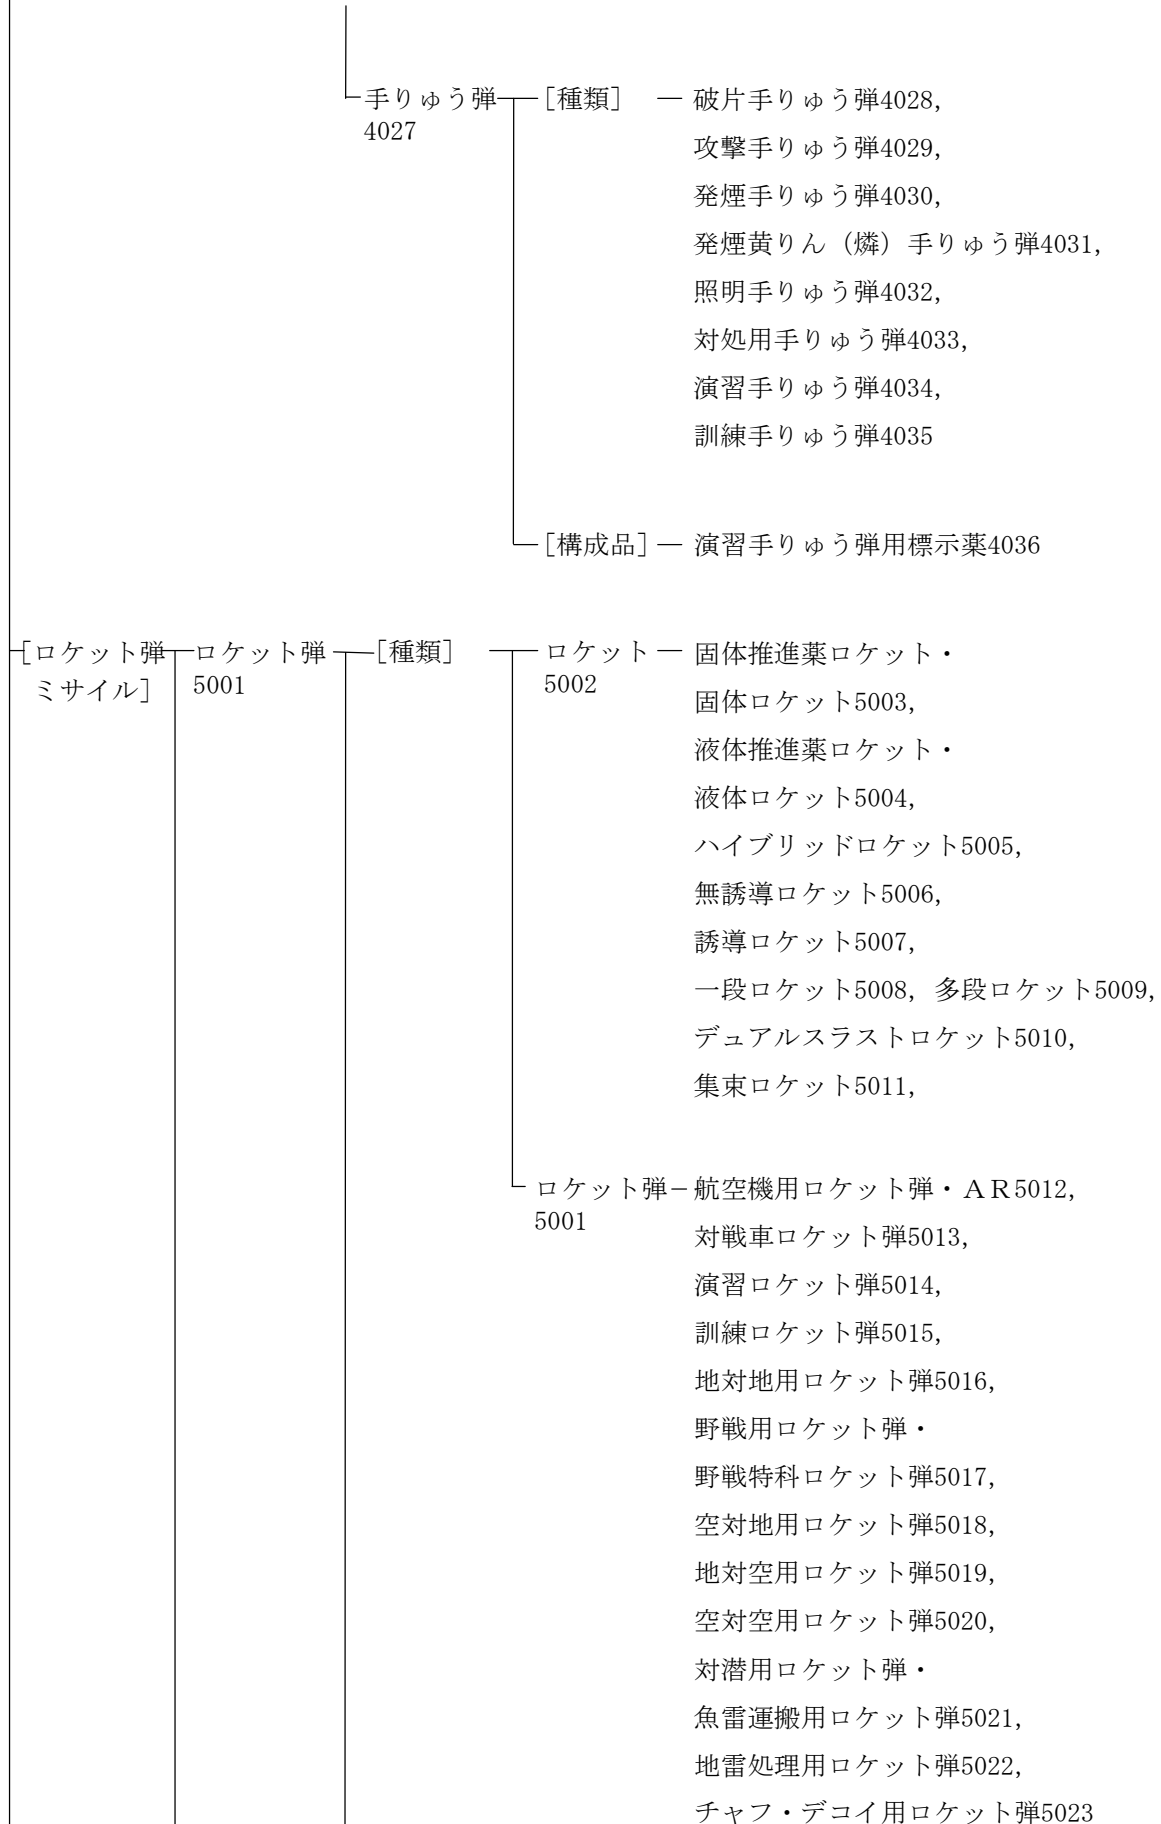 手りゅう弾 [種類] 破片手りゅう弾4028,
4027
攻撃手りゅう弾4029,
発煙手りゅう弾4030,
発煙黄りん（燐）手りゅう弾4031,
照明手りゅう弾4032,
対処用手りゅう弾4033,
演習手りゅう弾4034,
訓練手りゅう弾4035
[構成品] 演習手りゅう弾用標示薬4036
[ロケット弾 ロケット弾 [種類] ロケット 固体推進薬ロケット・
ミサイル] 5001 5002
固体ロケット5003,
液体推進薬ロケット・
液体ロケット5004,
ハイブリッドロケット5005,
無誘導ロケット5006,
誘導ロケット5007,
一段ロケット5008, 多段ロケット5009,
デュアルスラストロケット5010,
集束ロケット5011,
ロケット弾 航空機用ロケット弾・ＡＲ5012,
5001
対戦車ロケット弾5013,
演習ロケット弾5014,
訓練ロケット弾5015,
地対地用ロケット弾5016,
野戦用ロケット弾・
野戦特科ロケット弾5017,
空対地用ロケット弾5018,
地対空用ロケット弾5019,
空対空用ロケット弾5020,
対潜用ロケット弾・
魚雷運搬用ロケット弾5021,
地雷処理用ロケット弾5022,
チャフ・デコイ用ロケット弾5023